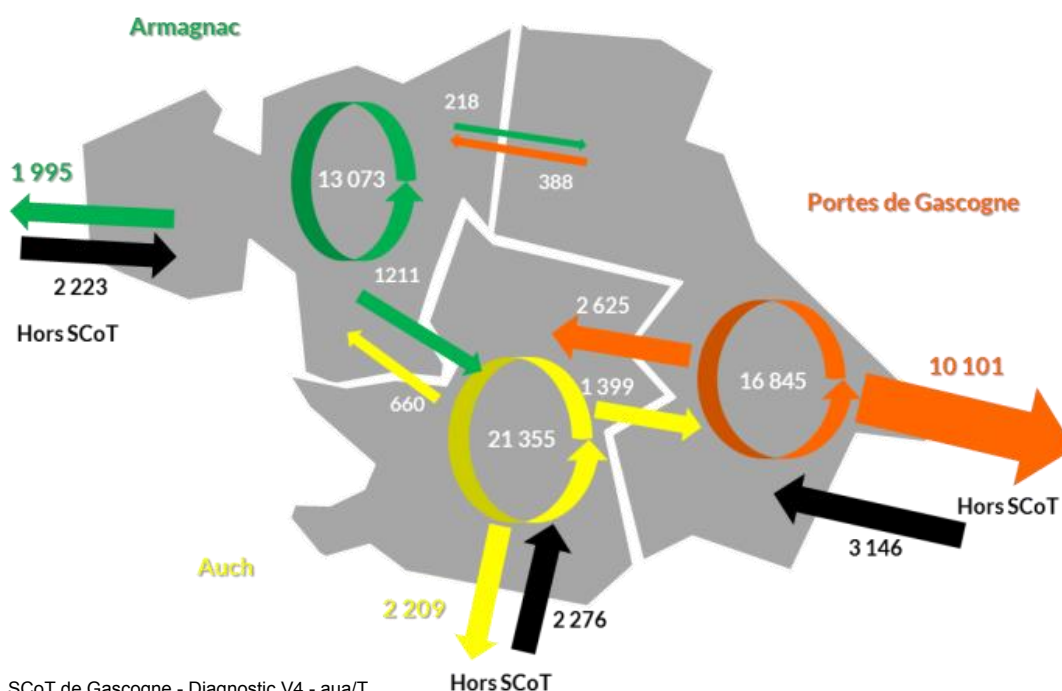 Armagnac
218
1 995
13 073
388
Portes de Gascogne
2 223
1211
2 625
Hors SCoT
10 101
16 845
1 399
660
21 355
Hors SCoT
3 146
Auch
2 209
2 276
Hors SCoT
SCoT de Gascogne - Diagnostic V4 - aua/T